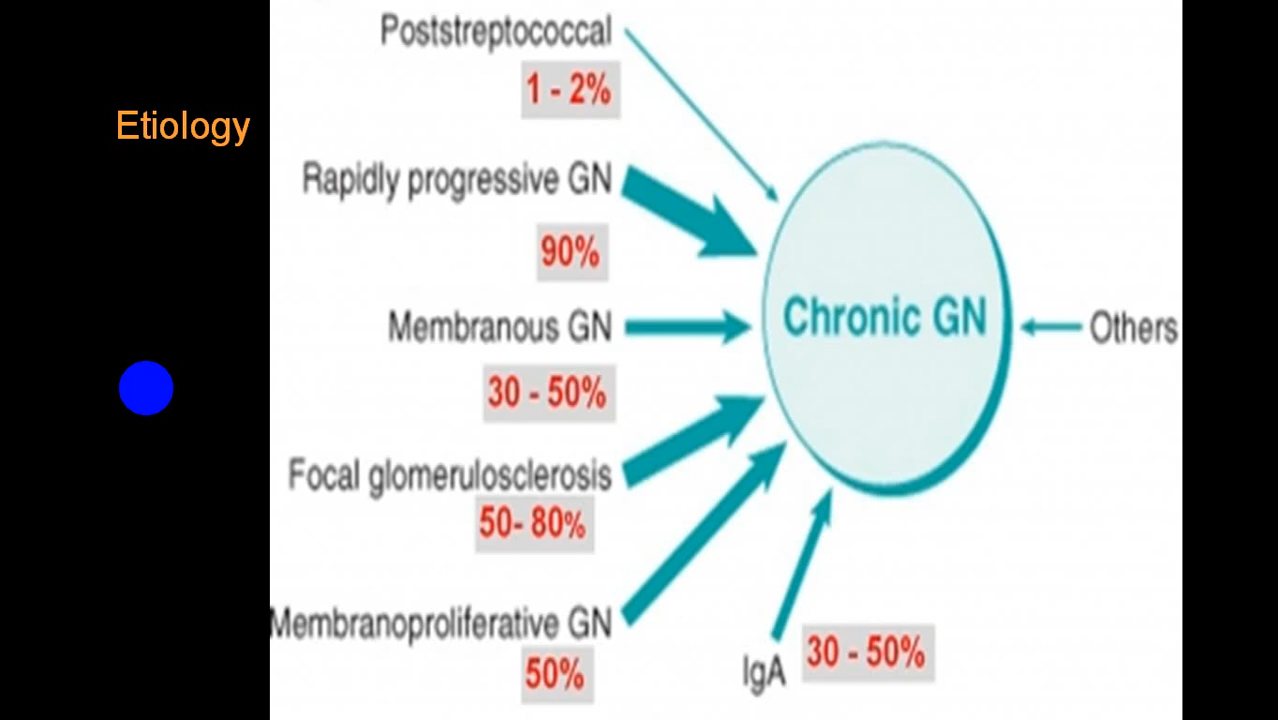 Etiology
Poststreptococcal
1 - 2%
Rapidly progressive GN
90%
Membranous GN
30 - 50%
Focal glomerulosclerosis
50- 80%
Membranoproliferative GN
50%
IgA
30 - 50%
Chronic GN
Others